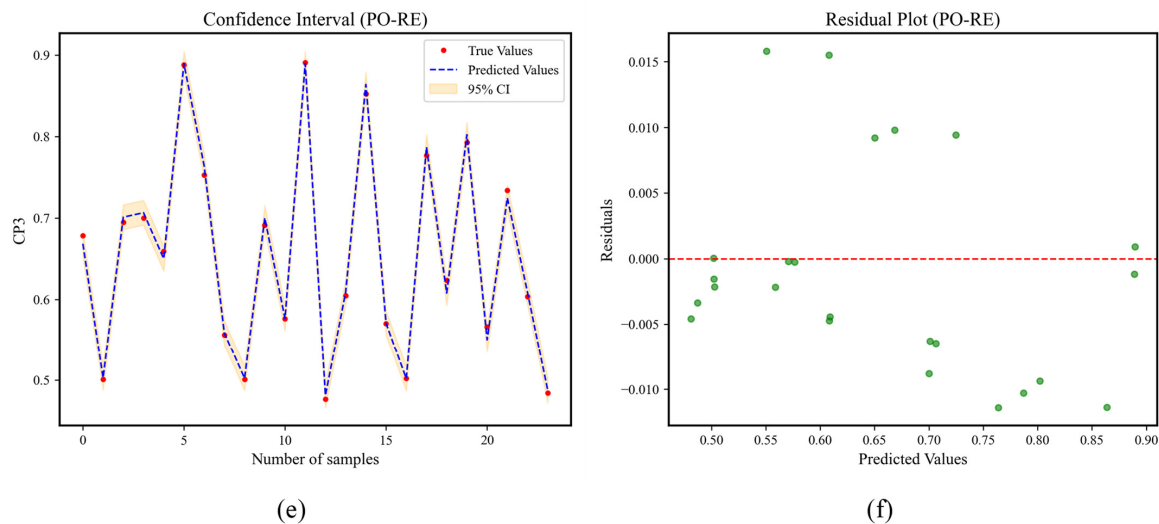 Confidence Interval (PO-RE)
True Values
Predicted Values
95% CI
CP3
0.9
0.8
0.7
0.6
0.5
0 5 10 15 20
Number of samples
(e)
Residual Plot (PO-RE)
Residuals
0.015
0.010
0.005
0.000
−0.005
−0.010
0.50 0.55 0.60 0.65 0.70 0.75 0.80 0.85 0.90
Predicted Values
(f)